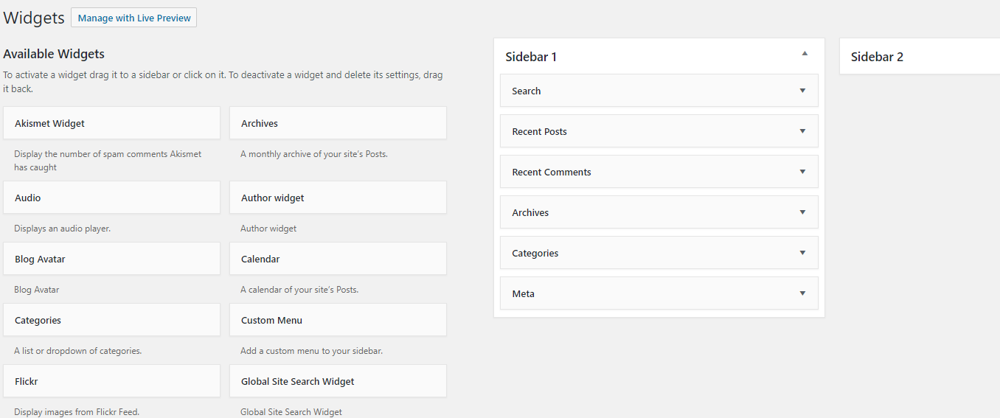 Widgets
Manage with Live Preview
Available Widgets
To activate a widget drag it to a sidebar or click on it. To deactivate a widget and delete its settings, drag
it back.
Akismet Widget
Archives
Display the number of spam comments Akismet
has caught
A monthly archive of your site's Posts.
Audio
Author widget
Displays an audio player.
Author widget
Blog Avatar
Calendar
Blog Avatar
A calendar of your site's Posts.
Categories
Custom Menu
A list or dropdown of categories.
Add a custom menu to your sidebar.
Flickr
Global Site Search Widget
Display images from Flickr Feed.
Global Site Search Widget
Sidebar 1
Search
Recent Posts
Recent Comments
Archives
Categories
Meta
Sidebar 2